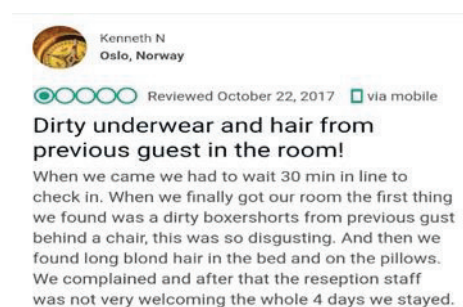 Kenneth N
Oslo, Norway
Reviewed October 22, 2017 via mobile
Dirty underwear and hair from
previous guest in the room!
When we came we had to wait 30 min in line to
check in. When we finally got our room the first thing
we found was a dirty boxershorts from previous gust
behind a chair, this was so disgusting. And then we
found long blond hair in the bed and on the pillows.
We complained and after that the reseption staff
was not very welcoming the whole 4 days we stayed.